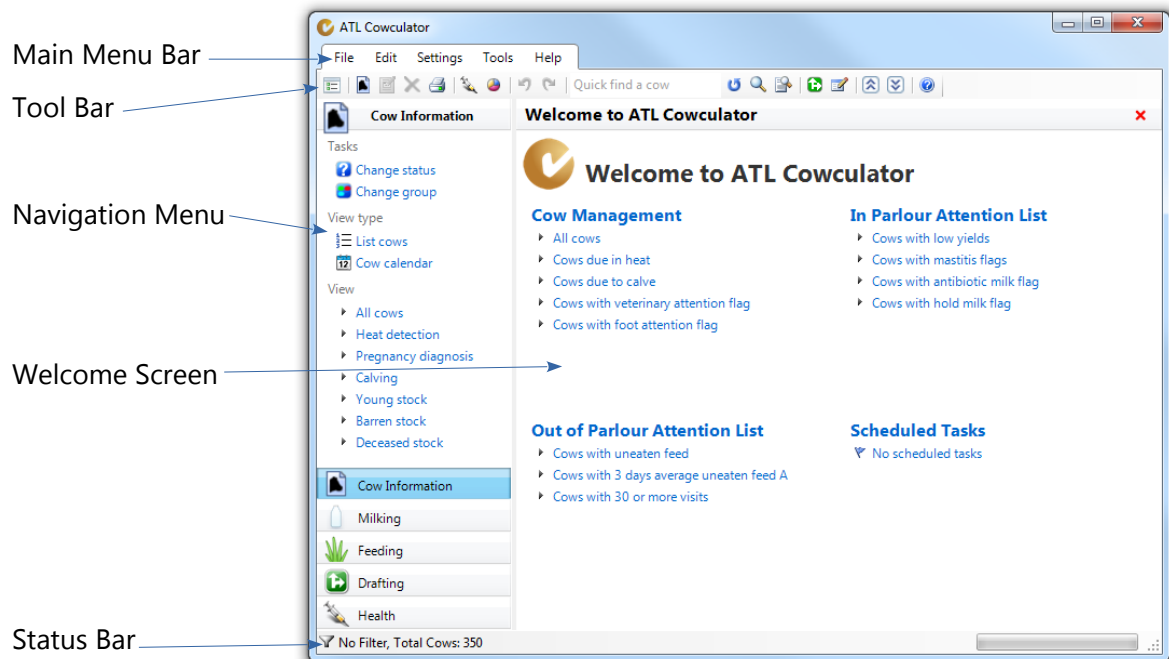 ATL Cowculator
Main Menu Bar
File Edit Settings Tools Help
Tool Bar
Quick find a cow
Cow Information
Welcome to ATL Cowculator
Tasks
Change status
Change group
Navigation Menu
View type
List cows
12 Cow calendar
View
All cows
Heat detection
Pregnancy diagnosis
Welcome Screen
Calving
Young stock
Barren stock
Deceased stock
Cow Information
Milking
Feeding
Drafting
Health
Welcome to ATL Cowculator
Cow Management
All cows
Cows due in heat
Cows due to calve
Cows with veterinary attention flag
Cows with foot attention flag
In Parlour Attention List
Cows with low yields
Cows with mastitis flags
Cows with antibiotic milk flag
Cows with hold milk flag
Out of Parlour Attention List
Cows with uneaten feed
Cows with 3 days average uneaten feed A
Cows with 30 or more visits
Scheduled Tasks
No scheduled tasks
Status Bar
No Filter, Total Cows: 350